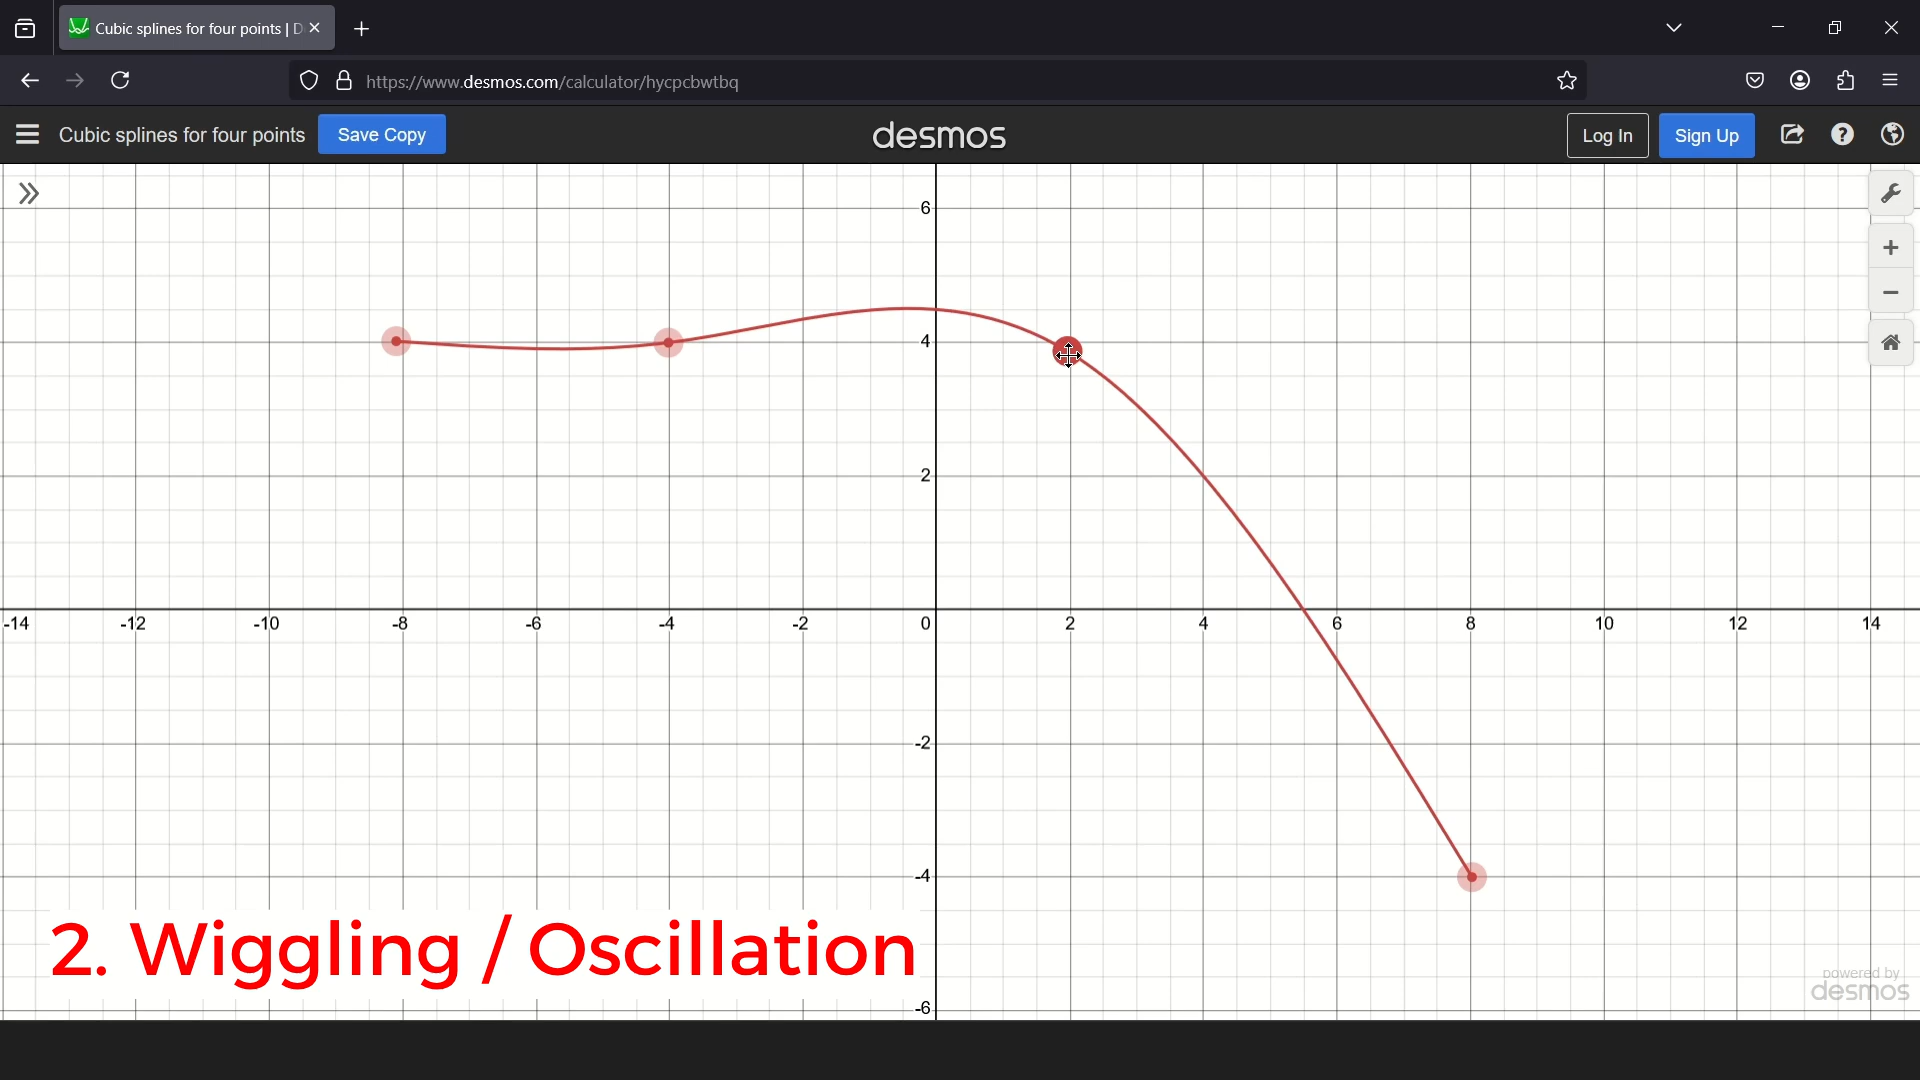 Cubic splines for four points | D
https://www.desmos.com/calculator/hycpcbwtbq
Cubic splines for four points
Save Copy
desmos
Log In
Sign Up
6
4
2
-14 -12 -10 -8 -6 -4 -2 0 2 4 6 8 10 12 14
-2
-4
-6
2. Wiggling / Oscillation
powered by
desmos